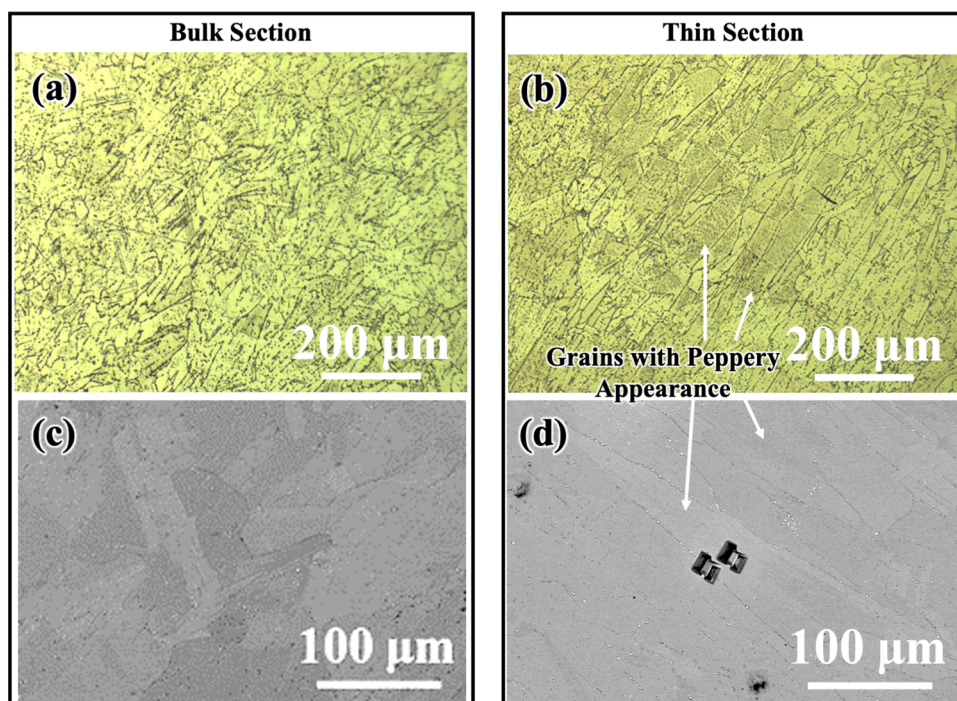 Bulk Section
Thin Section
(a)
(b)
200 μm
200 μm
Grains with Peppery
Appearance
(c)
(d)
100 μm
100 μm